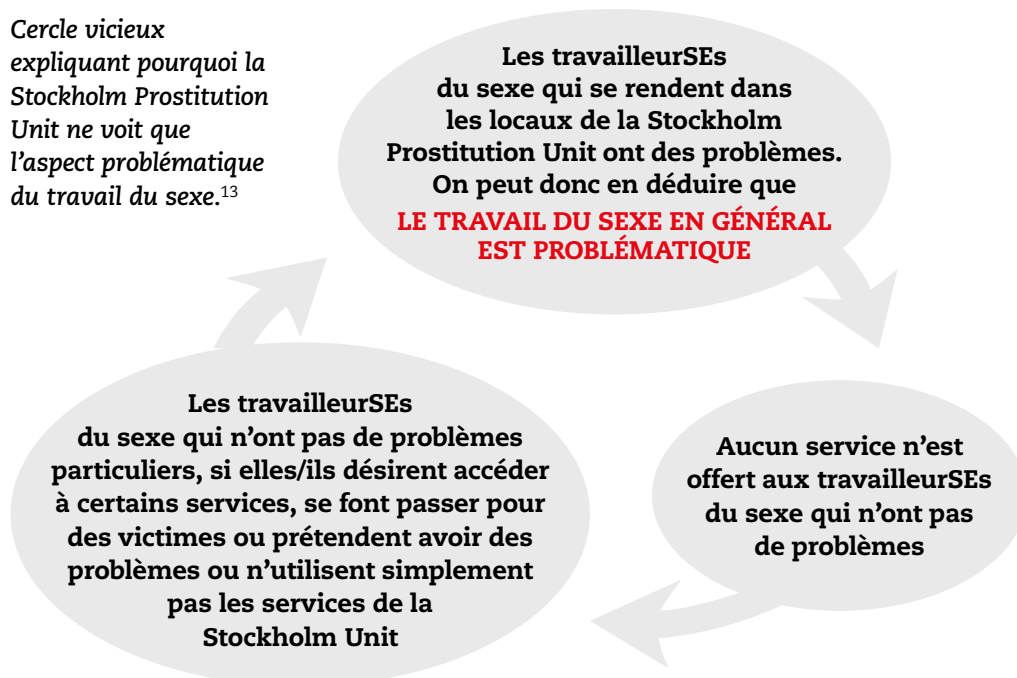 Cercle vicieux
expliquant pourquoi la
Stockholm Prostitution
Unit ne voit que
l’aspect problématique
du travail du sexe.13
Les travailleurSEs
du sexe qui se rendent dans
les locaux de la Stockholm
Prostitution Unit ont des problèmes.
On peut donc en déduire que
LE TRAVAIL DU SEXE EN GÉNÉRAL
EST PROBLÉMATIQUE
Aucun service n’est
offert aux travailleurSEs
du sexe qui n’ont pas
de problèmes
Les travailleurSEs
du sexe qui n’ont pas de problèmes
particuliers, si elles/ils désirent accéder
à certains services, se font passer pour
des victimes ou prétendent avoir des
problèmes ou n’utilisent simplement
pas les services de la
Stockholm Unit